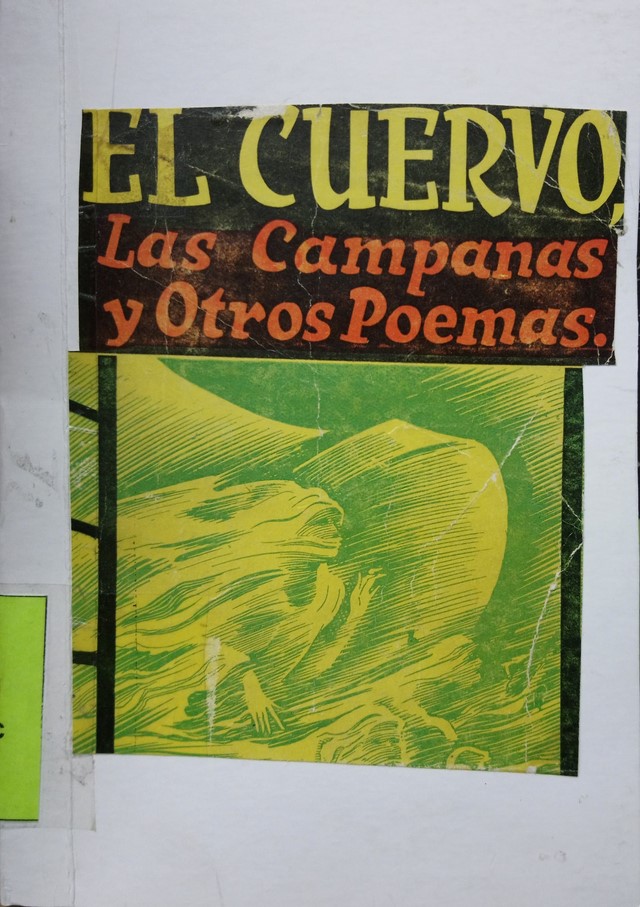 EL CUERVO,
Las Campanas
y Otros Poemas.